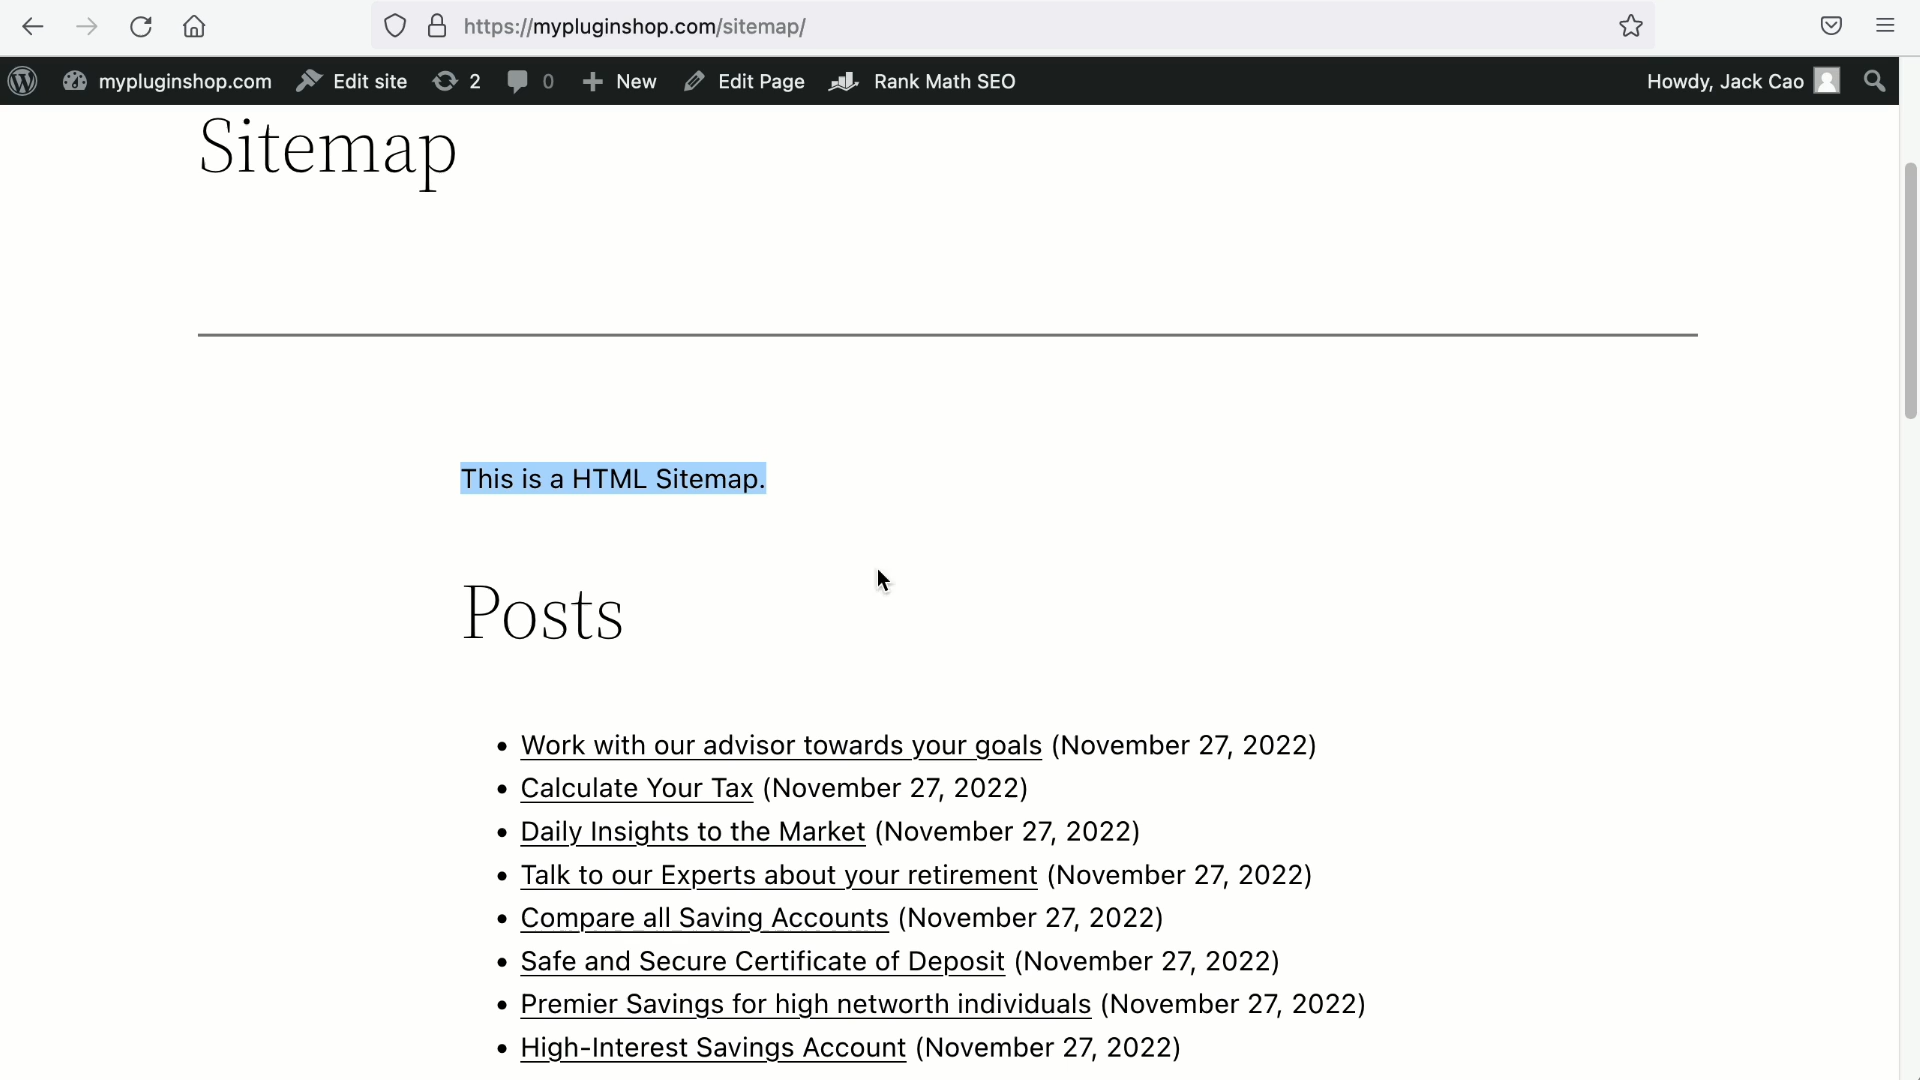 https://mypluginshop.com/sitemap/
mypluginshop.com Edit site 2 0 New Edit Page Rank Math SEO Howdy, Jack Cao
Sitemap
This is a HTML Sitemap.
Posts
Work with our advisor towards your goals (November 27, 2022)
Calculate Your Tax (November 27, 2022)
Daily Insights to the Market (November 27, 2022)
Talk to our Experts about your retirement (November 27, 2022)
Compare all Saving Accounts (November 27, 2022)
Safe and Secure Certificate of Deposit (November 27, 2022)
Premier Savings for high networth individuals (November 27, 2022)
High-Interest Savings Account (November 27, 2022)